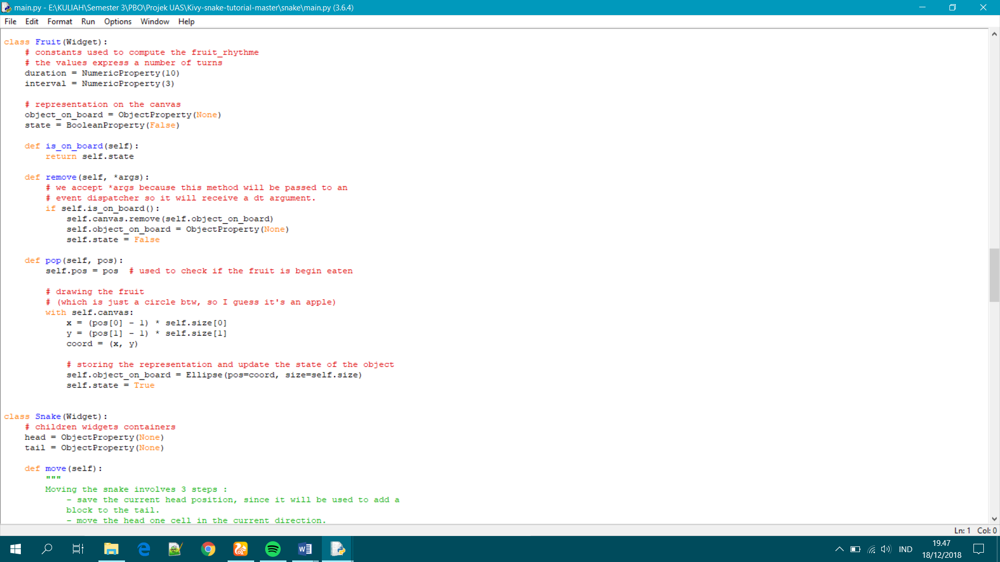 main.py - E:\KULIAH\Semester 3\PBO\Projek UAS\Kivy-snake-tutorial-master\snake\main.py (3.6.4)
File Edit Format Run Options Window Help
class Fruit(Widget):
    # constants used to compute the fruit_rhythme
    # the values express a number of turns
    duration = NumericProperty(10)
    interval = NumericProperty(3)

    # representation on the canvas
    object_on_board = ObjectProperty(None)
    state = BooleanProperty(False)

    def is_on_board(self):
        return self.state

    def remove(self, *args):
        # we accept *args because this method will be passed to an
        # event dispatcher so it will receive a dt argument.
        if self.is_on_board():
            self.canvas.remove(self.object_on_board)
            self.object_on_board = ObjectProperty(None)
            self.state = False

    def pop(self, pos):
        self.pos = pos  # used to check if the fruit is begin eaten

        # drawing the fruit
        # (which is just a circle btw, so I guess it's an apple)
        with self.canvas:
            x = (pos[0] - 1) * self.size[0]
            y = (pos[1] - 1) * self.size[1]
            coord = (x, y)

            # storing the representation and update the state of the object
            self.object_on_board = Ellipse(pos=coord, size=self.size)
            self.state = True


class Snake(Widget):
    # children widgets containers
    head = ObjectProperty(None)
    tail = ObjectProperty(None)

    def move(self):
        """
        Moving the snake involves 3 steps :
            - save the current head position, since it will be used to add a
            block to the tail.
            - move the head one cell in the current direction.
Ln: 1 Col: 0
IND
19.47
18/12/2018